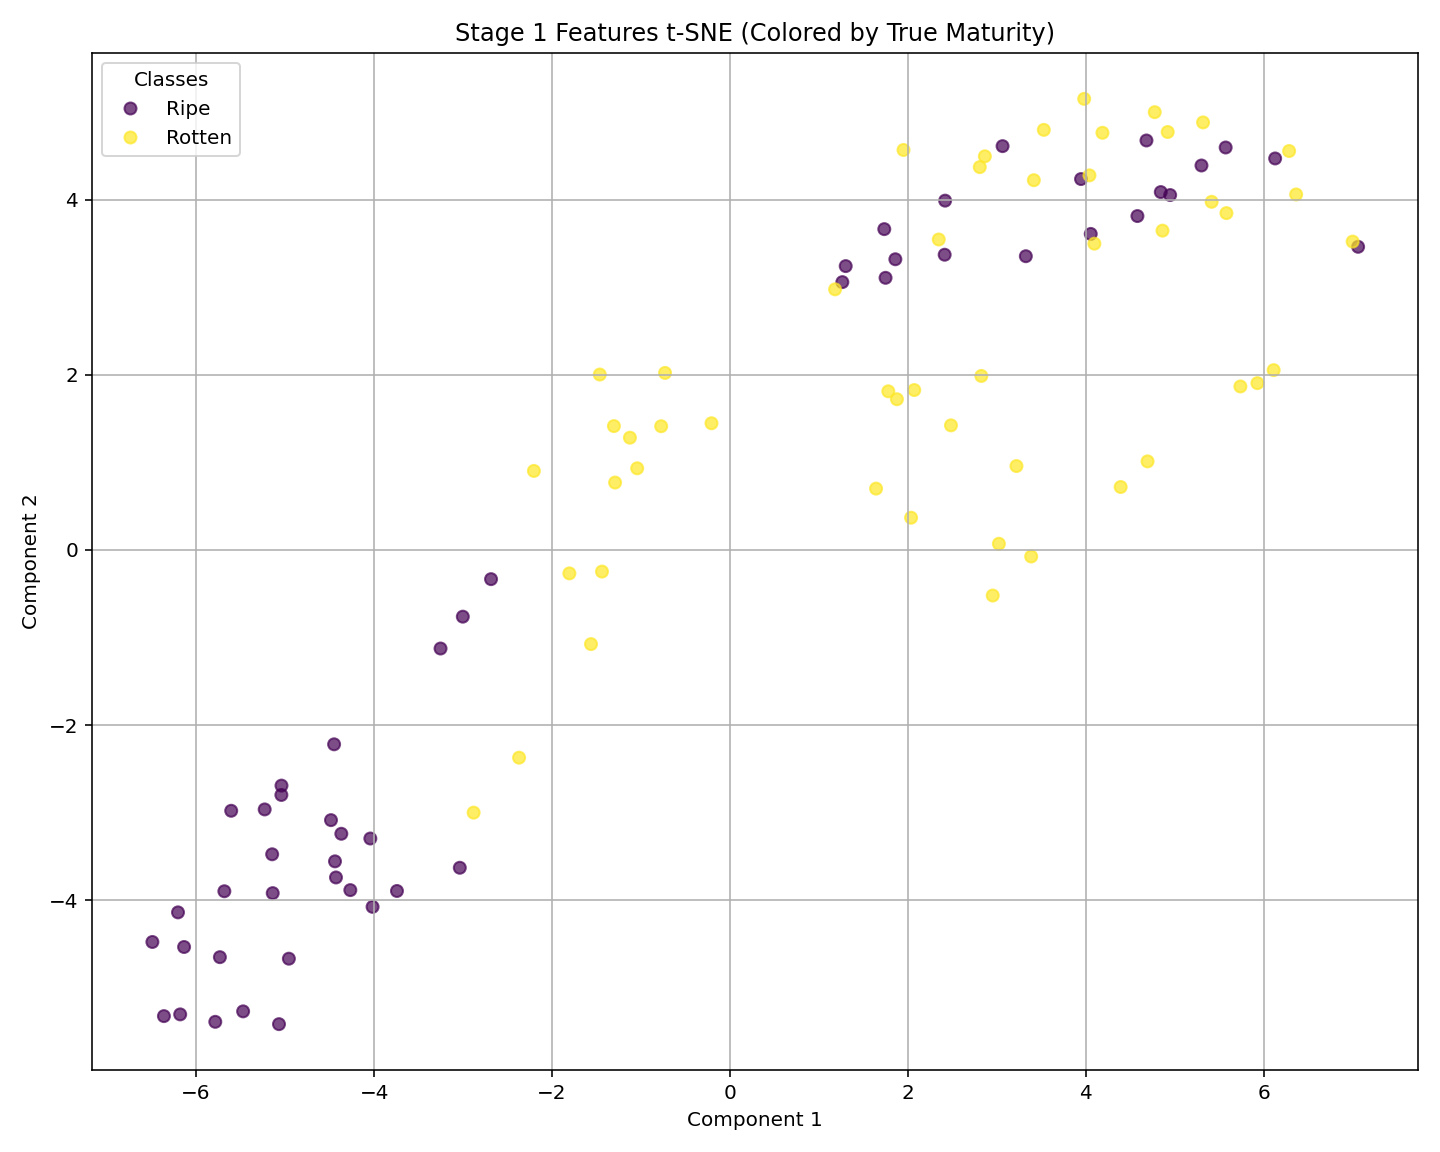 Stage 1 Features t-SNE (Colored by True Maturity)
Classes
Ripe
Rotten
4
2
0
−2
−4
Component 2
−6
−4
−2
0
2
4
6
Component 1